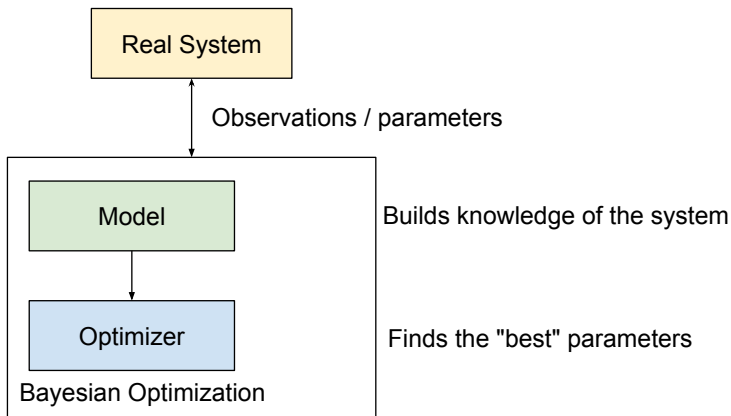 Real System
Observations / parameters
Model
Builds knowledge of the system
Optimizer
Finds the "best" parameters
Bayesian Optimization